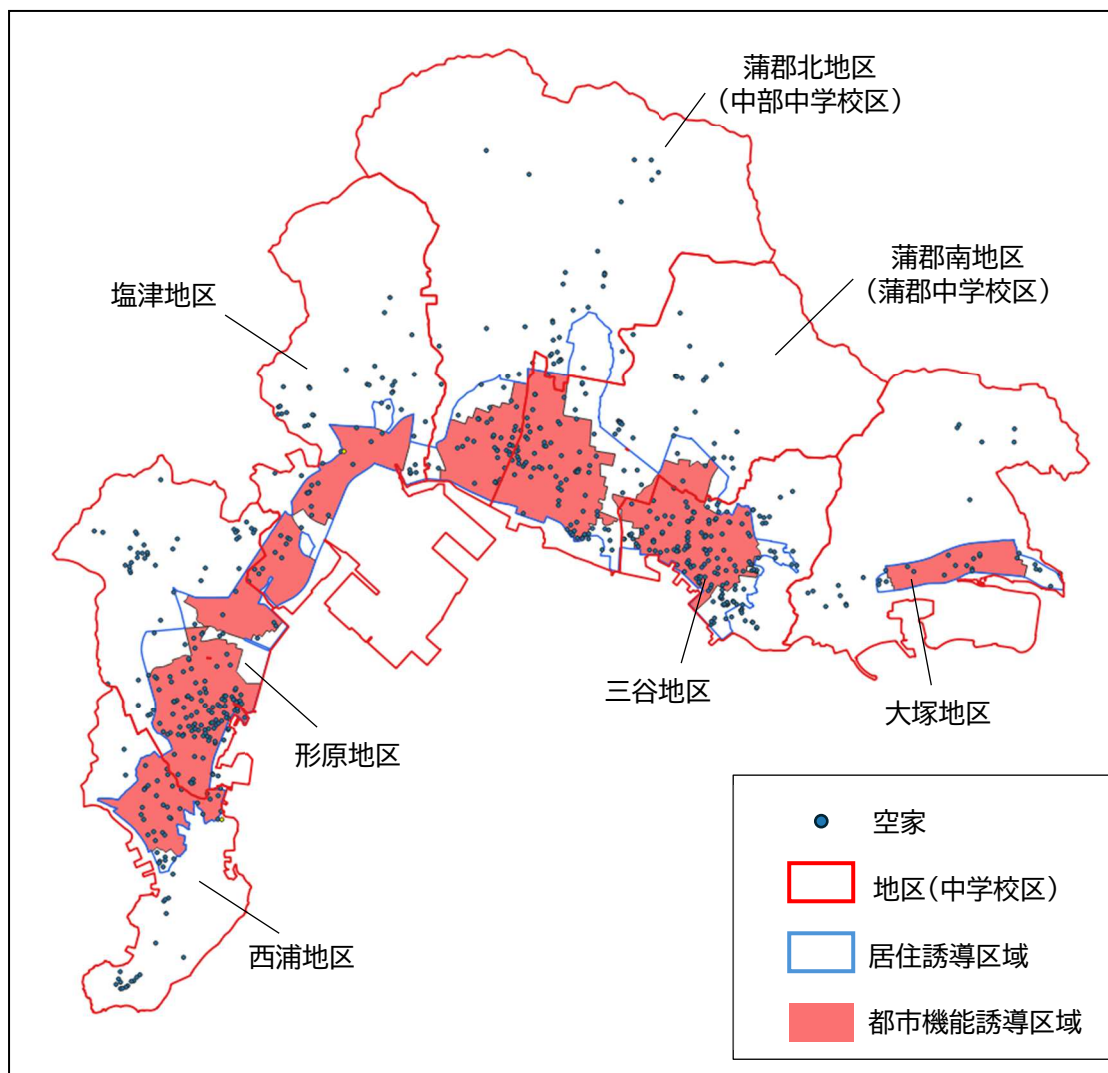 蒲郡北地区
（中部中学校区）
蒲郡南地区
（蒲郡中学校区）
塩津地区
三谷地区
大塚地区
形原地区
西浦地区
空家
地区（中学校区）
居住誘導区域
都市機能誘導区域